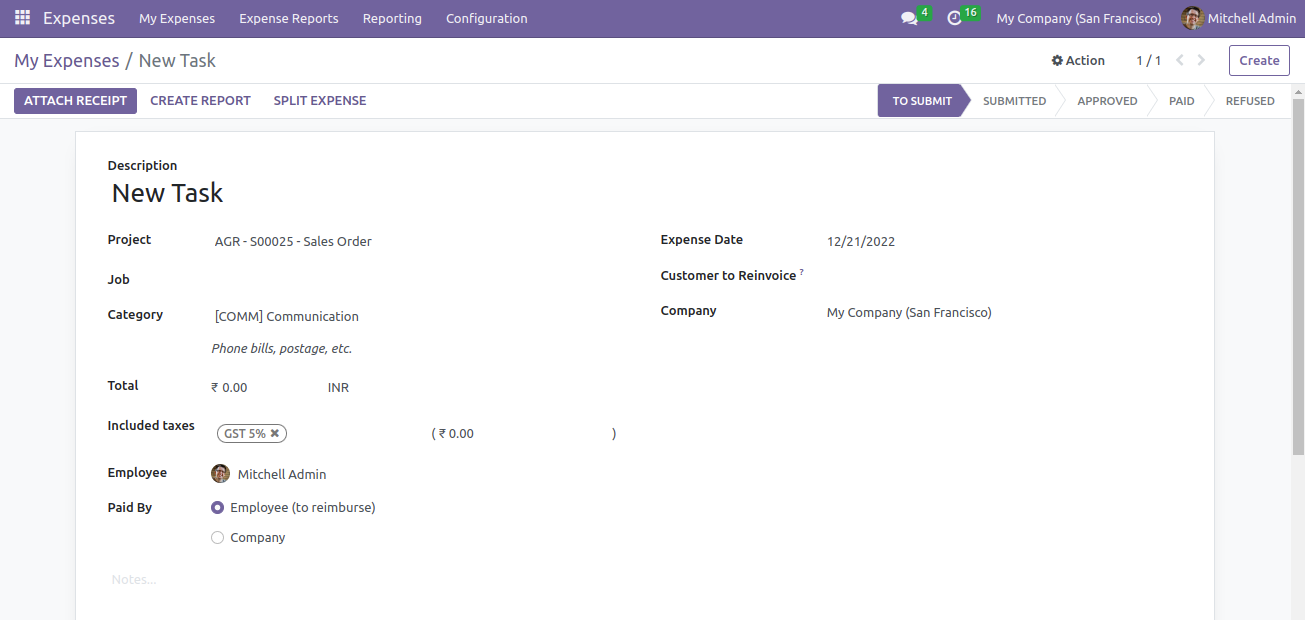 Expenses My Expenses Expense Reports Reporting Configuration 4 16 My Company (San Francisco) Mitchell Admin
My Expenses / New Task Action 1 / 1 Create
ATTACH RECEIPT CREATE REPORT SPLIT EXPENSE TO SUBMIT SUBMITTED APPROVED PAID REFUSED
Description
New Task
Project AGR - S00025 - Sales Order Expense Date 12/21/2022
Job Customer to Reinvoice ?
Category [COMM] Communication Company My Company (San Francisco)
Phone bills, postage, etc.
Total ₹ 0.00 INR
Included taxes GST 5% ✖ ( ₹ 0.00 )
Employee Mitchell Admin
Paid By Employee (to reimburse)
Company
Notes...